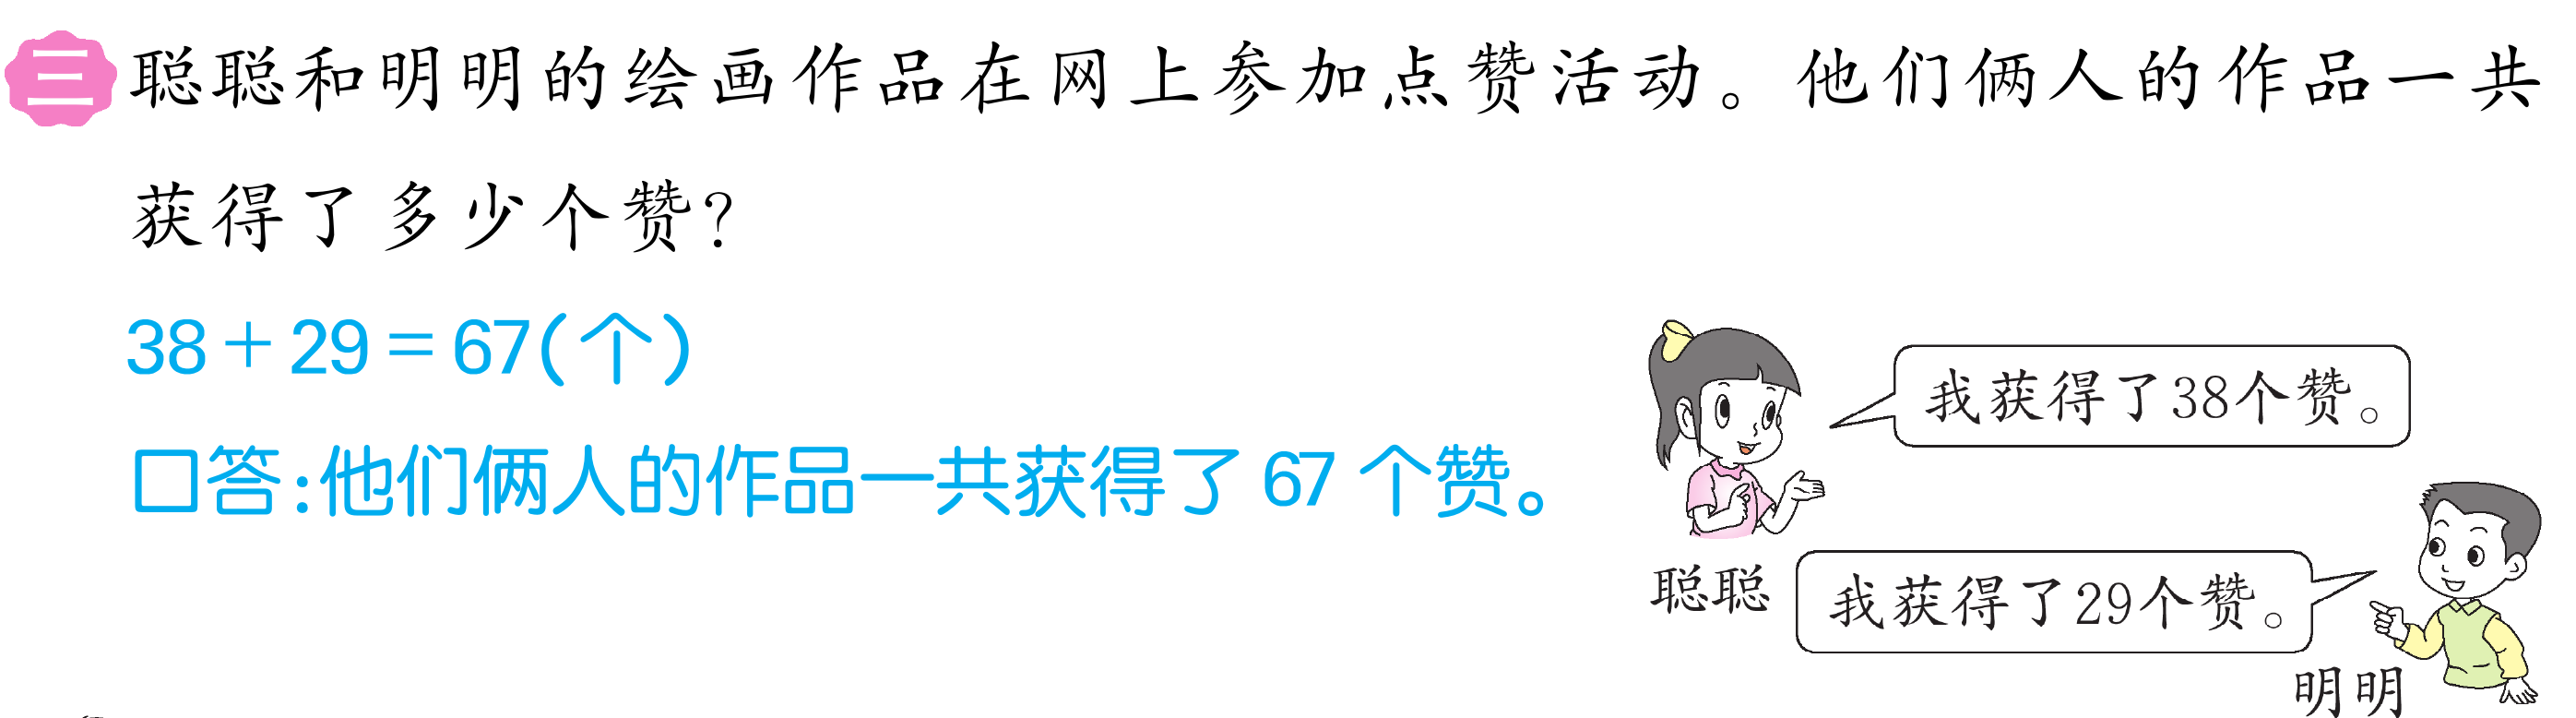 三 聪聪和明明的绘画作品在网上参加点赞活动。他们俩人的作品一共
获得了多少个赞?
38+29=67(个)
口答:他们俩人的作品一共获得了 67 个赞。
我获得了38个赞。
聪聪
我获得了29个赞。
明明